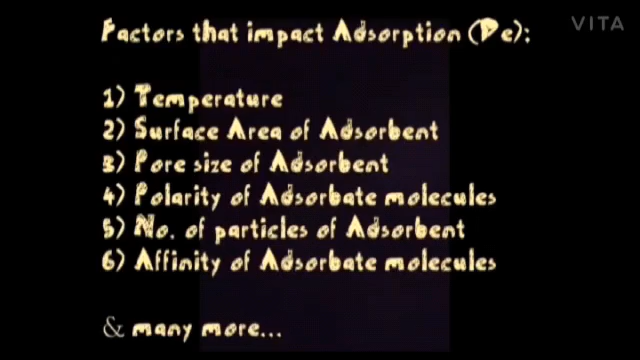 VITA
Factors that impact Adsorption (De):
1) Temperature
2) Surface Area of Adsorbent
3) Pore size of Adsorbent
4) Polarity of Adsorbate molecules
5) No. of particles of Adsorbent
6) Affinity of Adsorbate molecules
& many more...